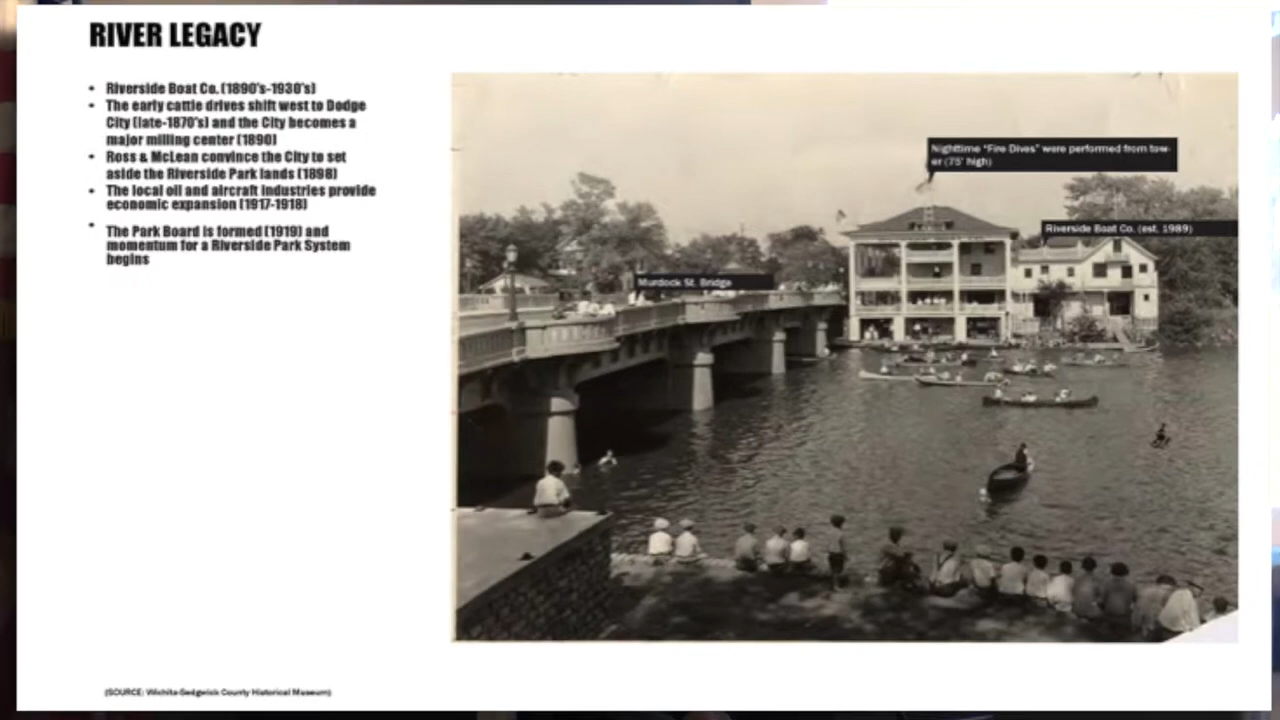 RIVER LEGACY
• Riverside Boat Co. (1890's-1930's)
• The early cattle drives shift west to Dodge
City (late-1870's) and the City becomes a
major milling center (1890)
• Ross & McLean convince the City to set
aside the Riverside Park lands (1898)
• The local oil and aircraft industries provide
economic expansion (1917-1918)
• The Park Board is formed (1919) and
momentum for a Riverside Park System
begins
Nighttime "Fire Dives" were performed from tow-
er (75' high)
Riverside Boat Co. (est. 1989)
Murdock St. Bridge
(SOURCE: Wichita-Sedgwick County Historical Museum)